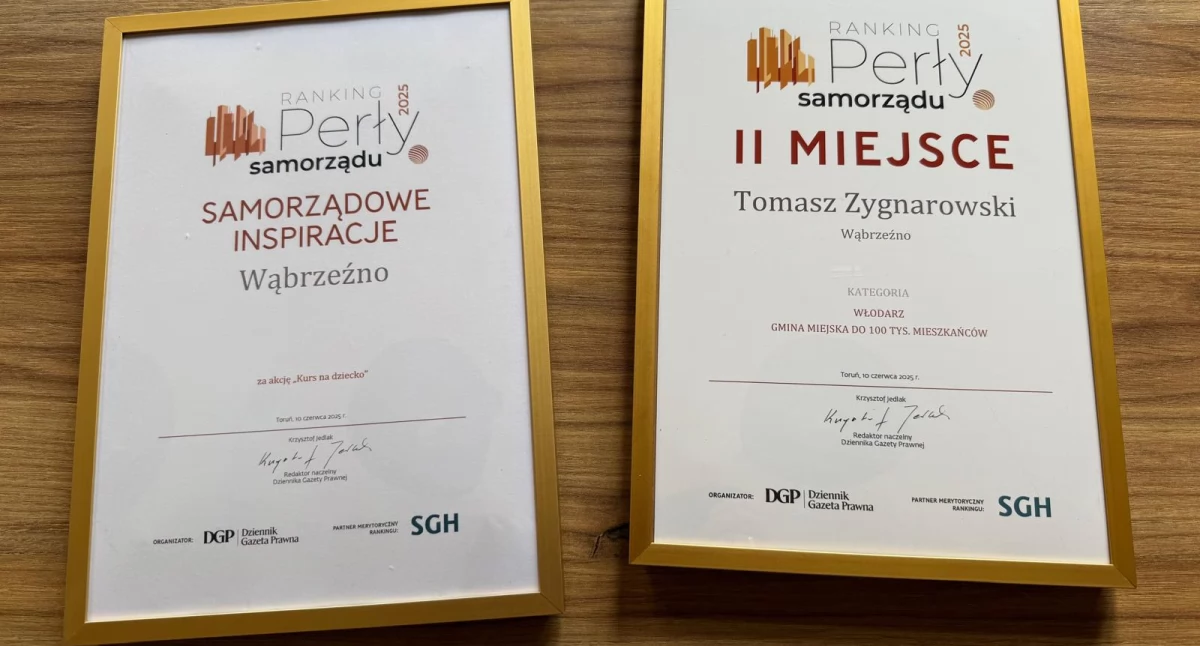 RANKING
Perły
2025
samorządu
SAMORZĄDOWE
INSPIRACJE
Wąbrzeźno
za akcję „Kurs na dziecko"
Toruń, 10 czerwca 2025 r.
Krzysztof Jedlak
Redaktor naczelny
Dziennika Gazety Prawnej
ORGANIZATOR:
DGP
Dziennik
Gazeta Prawna
PARTNER MERYTORYCZNY
RANKINGU:
SGH
RANKING
Perły
2025
samorządu
II MIEJSCE
Tomasz Zygnarowski
Wąbrzeźno
KATEGORIA
WŁODARZ
GMINA MIEJSKA DO 100 TYS. MIESZKAŃCÓW
Toruń, 10 czerwca 2025 r.
Krzysztof Jedlak
Redaktor naczelny
Dziennika Gazety Prawnej
ORGANIZATOR:
DGP
Dziennik
Gazeta Prawna
PARTNER MERYTORYCZNY
RANKINGU:
SGH